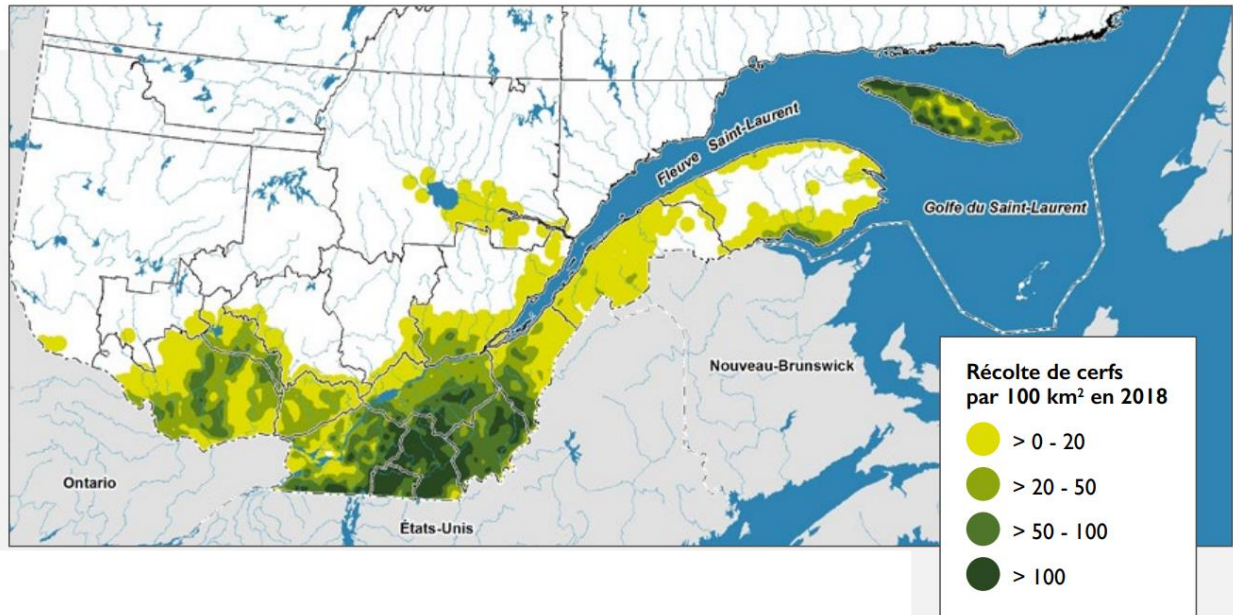 Fleuve Saint-Laurent
Golfe du Saint-Laurent
Nouveau-Brunswick
Ontario
États-Unis
Récolte de cerfs
par 100 km² en 2018
> 0 - 20
> 20 - 50
> 50 - 100
> 100